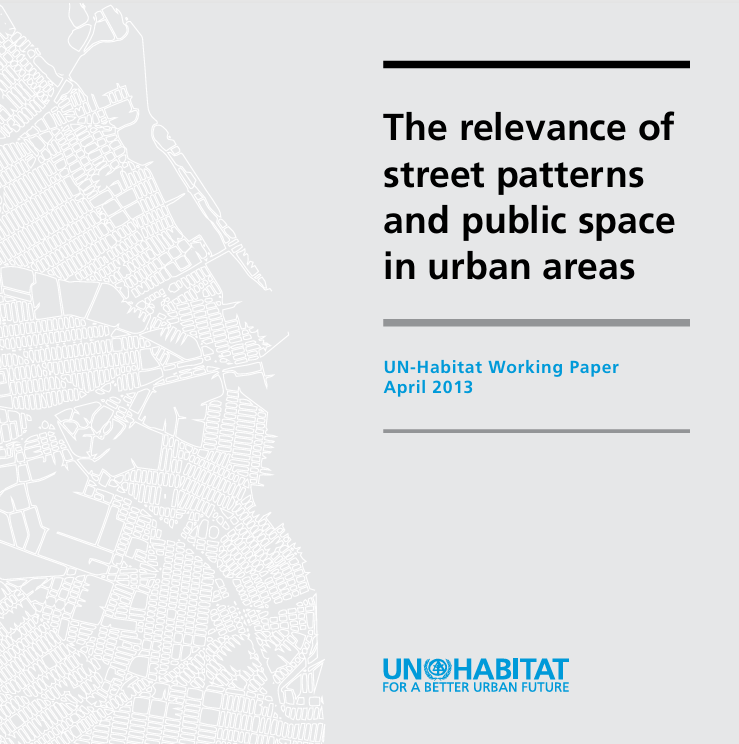 The relevance of
street patterns
and public space
in urban areas
UN-Habitat Working Paper
April 2013
UN HABITAT
FOR A BETTER URBAN FUTURE